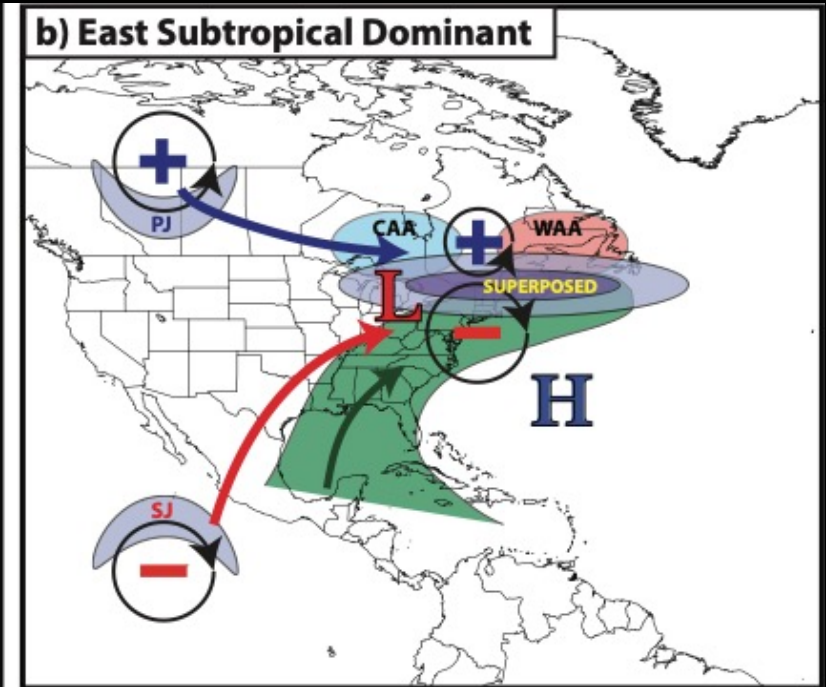 b) East Subtropical Dominant
+
PJ
CAA
+
WAA
SUPERPOSED
L
−
H
SJ
−